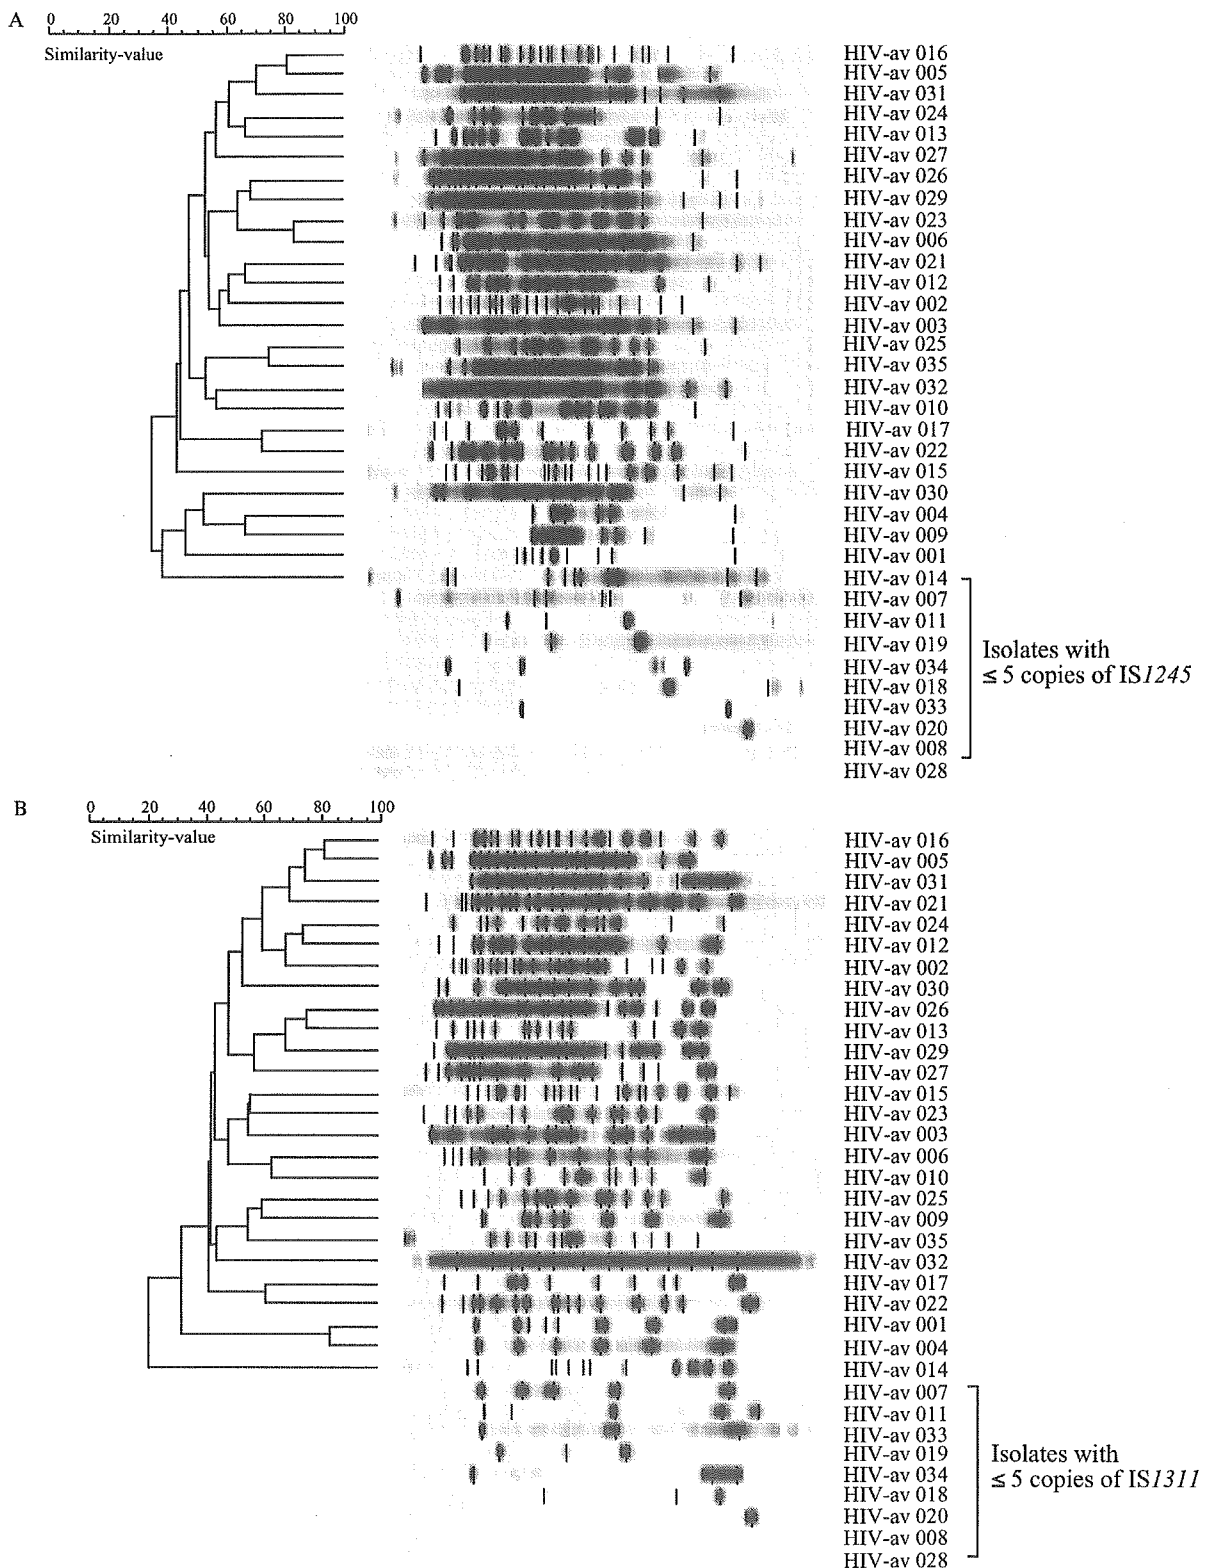 A
0 20 40 60 80 100
Similarity-value
HIV-av 016
HIV-av 005
HIV-av 031
HIV-av 024
HIV-av 013
HIV-av 027
HIV-av 026
HIV-av 029
HIV-av 023
HIV-av 006
HIV-av 021
HIV-av 012
HIV-av 002
HIV-av 003
HIV-av 025
HIV-av 035
HIV-av 032
HIV-av 010
HIV-av 017
HIV-av 022
HIV-av 015
HIV-av 030
HIV-av 004
HIV-av 009
HIV-av 001
HIV-av 014
HIV-av 007
HIV-av 011
HIV-av 019
HIV-av 034
HIV-av 018
HIV-av 033
HIV-av 020
HIV-av 008
HIV-av 028
Isolates with
≤ 5 copies of IS1245
B
0 20 40 60 80 100
Similarity-value
HIV-av 016
HIV-av 005
HIV-av 031
HIV-av 021
HIV-av 024
HIV-av 012
HIV-av 002
HIV-av 030
HIV-av 026
HIV-av 013
HIV-av 029
HIV-av 027
HIV-av 015
HIV-av 023
HIV-av 003
HIV-av 006
HIV-av 010
HIV-av 025
HIV-av 009
HIV-av 035
HIV-av 032
HIV-av 017
HIV-av 022
HIV-av 001
HIV-av 004
HIV-av 014
HIV-av 007
HIV-av 011
HIV-av 033
HIV-av 019
HIV-av 034
HIV-av 018
HIV-av 020
HIV-av 008
HIV-av 028
Isolates with
≤ 5 copies of IS1311